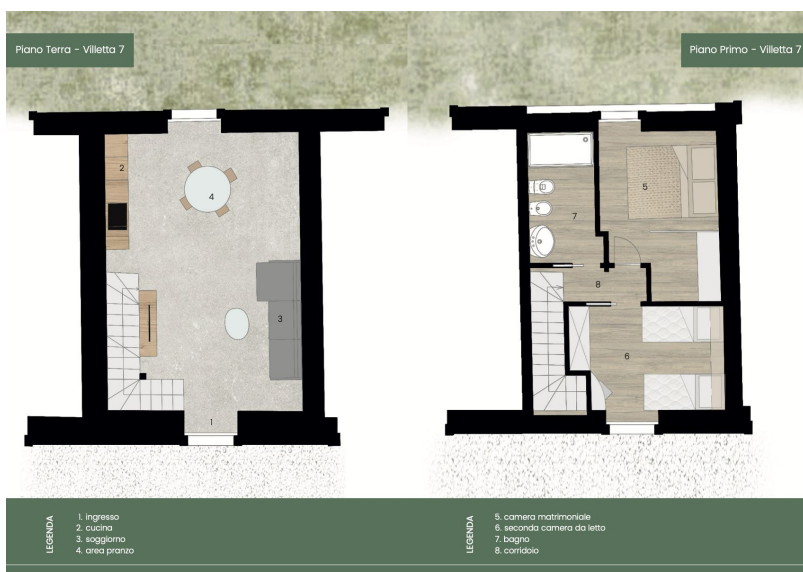 Piano Terra - Villetta 7
Piano Primo - Villetta 7
2
4
3
1
5
7
8
6
LEGENDA
1. ingresso
2. cucina
3. soggiorno
4. area pranzo
LEGENDA
5. camera matrimoniale
6. seconda camera da letto
7. bagno
8. corridoio